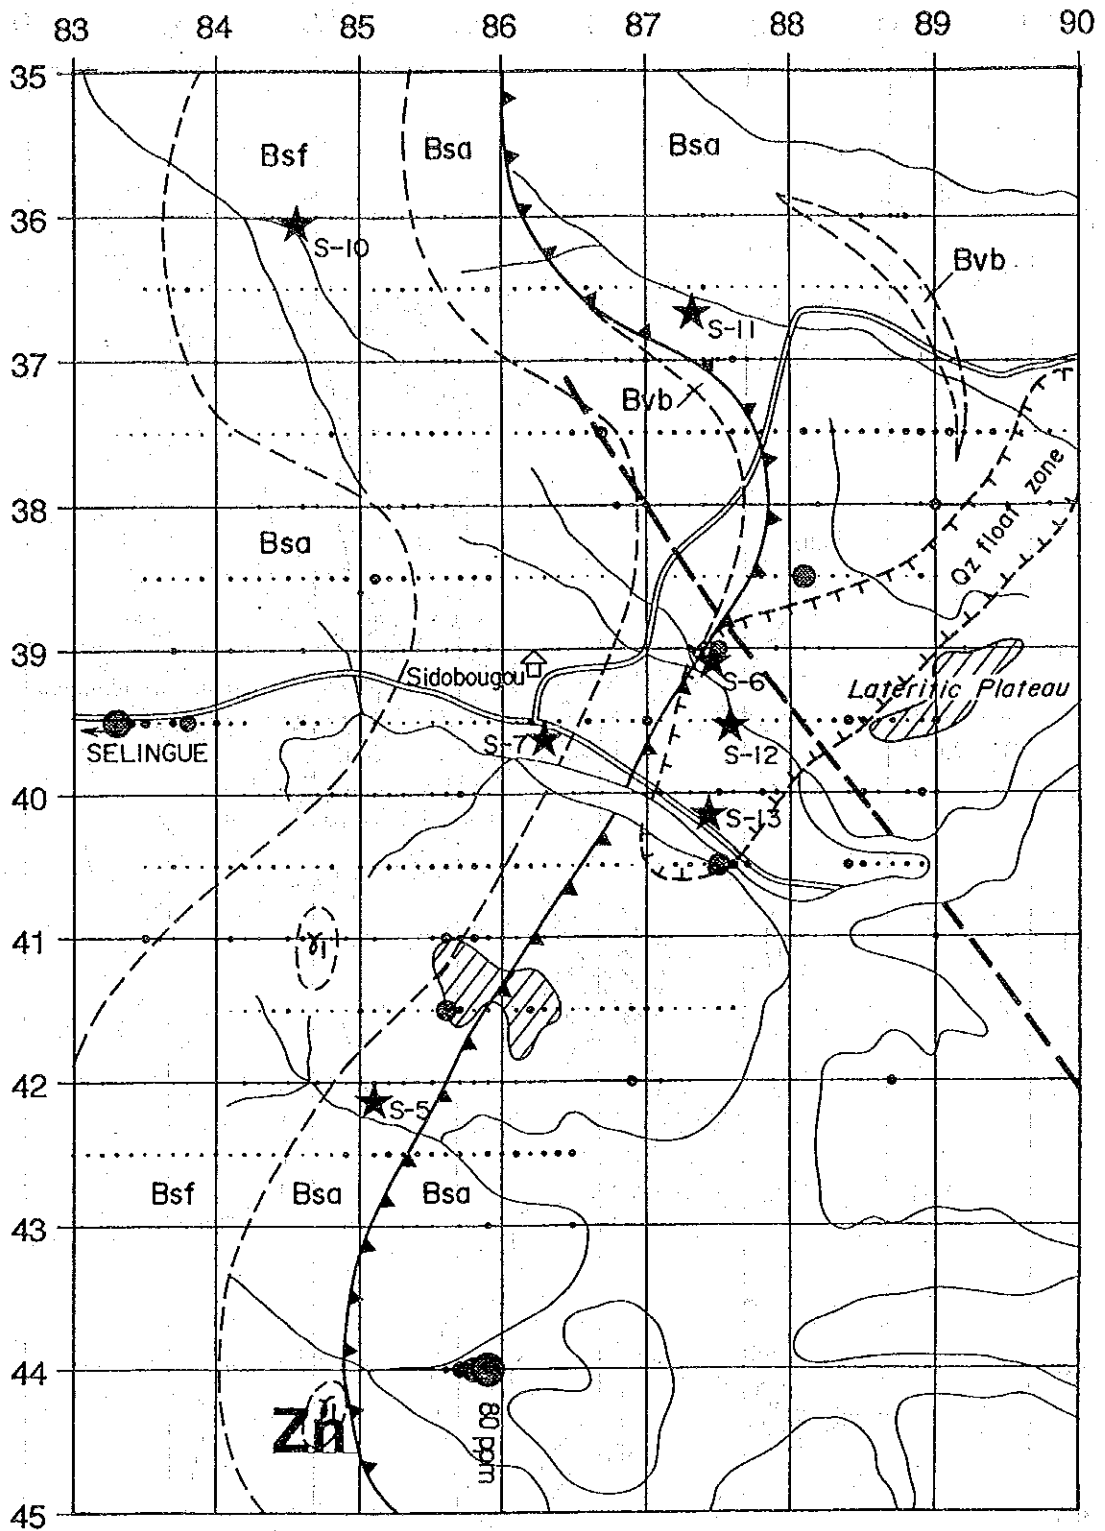 83 84 85 86 87 88 89 90
35
Bsf Bsa Bsa
36
S-10
Bvb
S-11
37
Bvb
38
Bsa
Qz float zone
39
Sidobougou
S-6
Lateritic Plateau
S-7
SELINGUE
S-12
40
S-13
41
γ1
42
S-5
Bsf Bsa Bsa
43
44
γ1
Zn
80 ppm
45